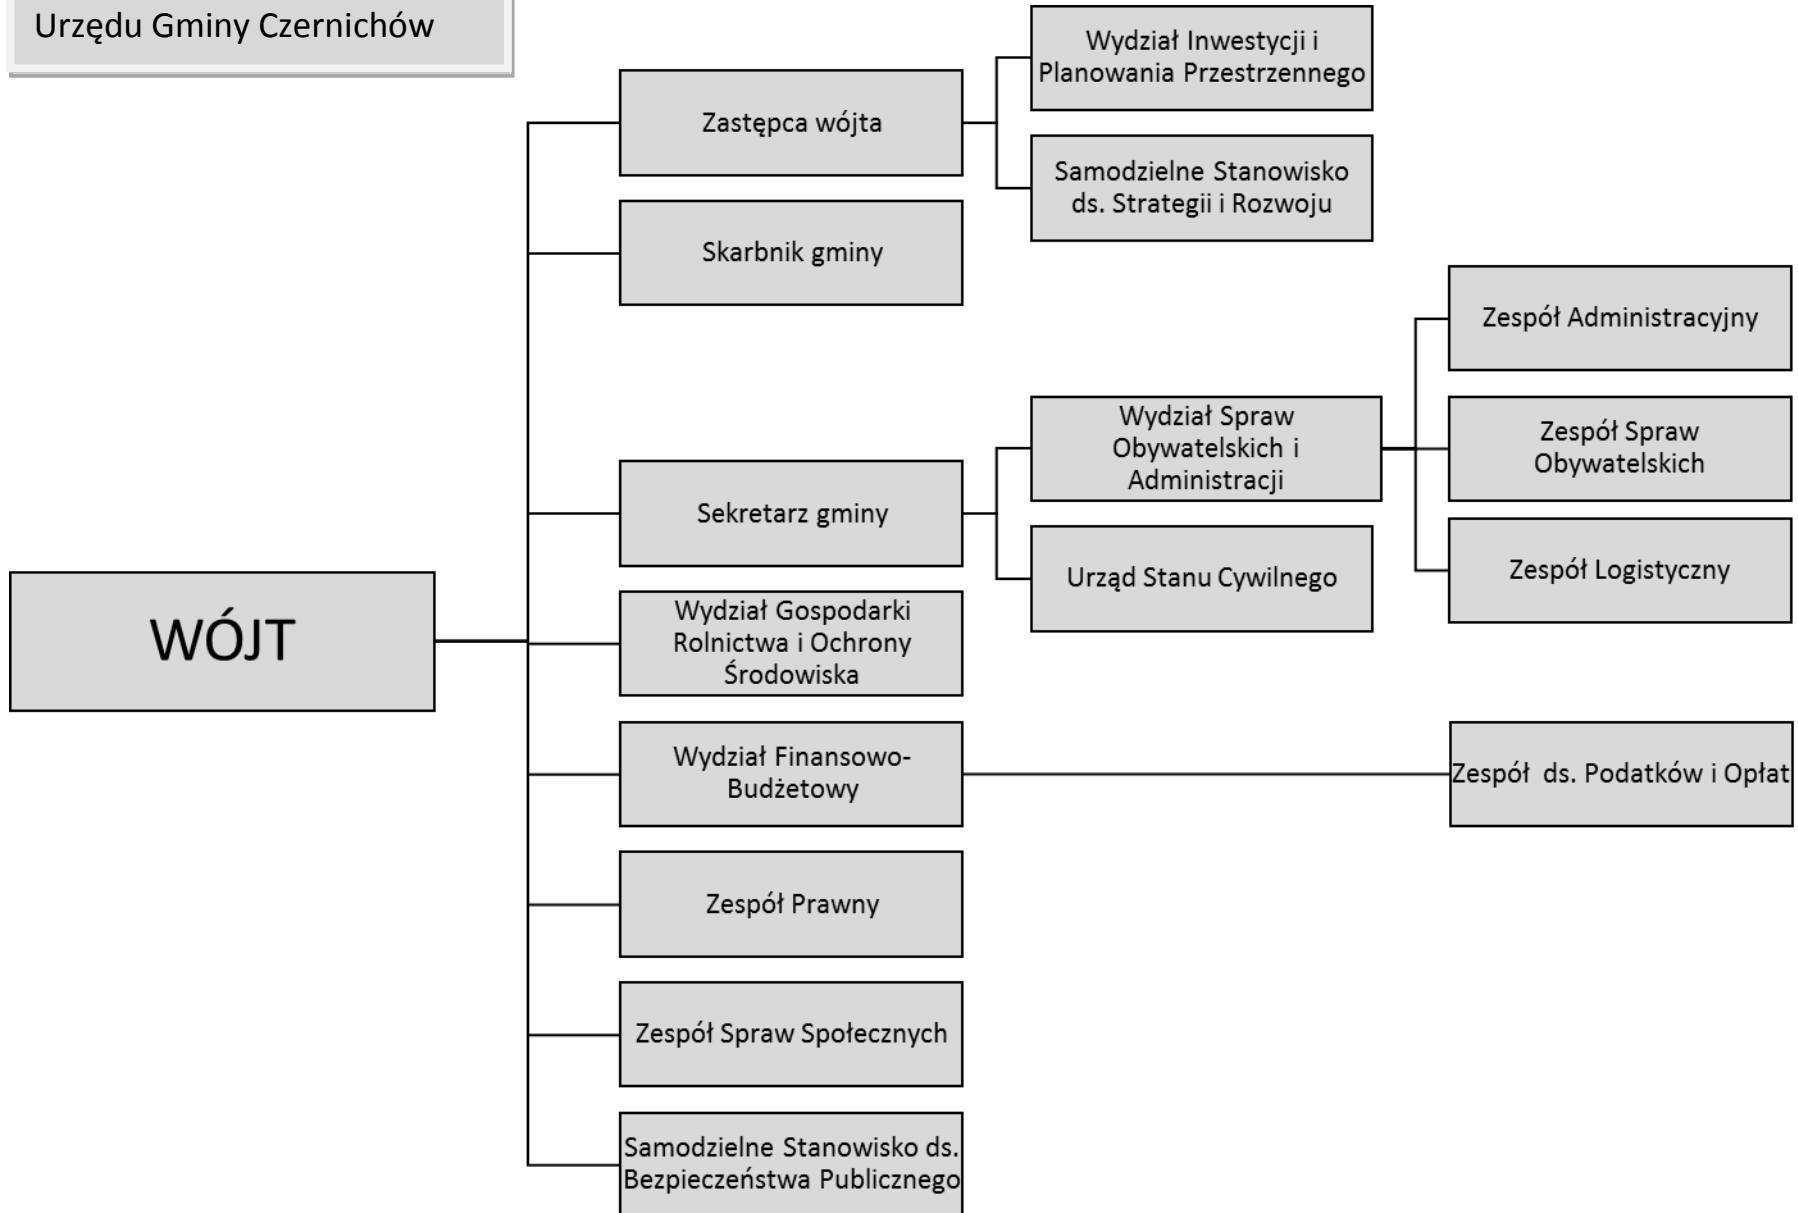 Urzędu Gminy Czernichów
WÓJT
Zastępca wójta
Wydział Inwestycji i
Planowania Przestrzennego
Samodzielne Stanowisko
ds. Strategii i Rozwoju
Skarbnik gminy
Sekretarz gminy
Wydział Spraw
Obywatelskich i
Administracji
Zespół Administracyjny
Zespół Spraw
Obywatelskich
Zespół Logistyczny
Urząd Stanu Cywilnego
Wydział Gospodarki
Rolnictwa i Ochrony
Środowiska
Wydział Finansowo-
Budżetowy
Zespół ds. Podatków i Opłat
Zespół Prawny
Zespół Spraw Społecznych
Samodzielne Stanowisko ds.
Bezpieczeństwa Publicznego